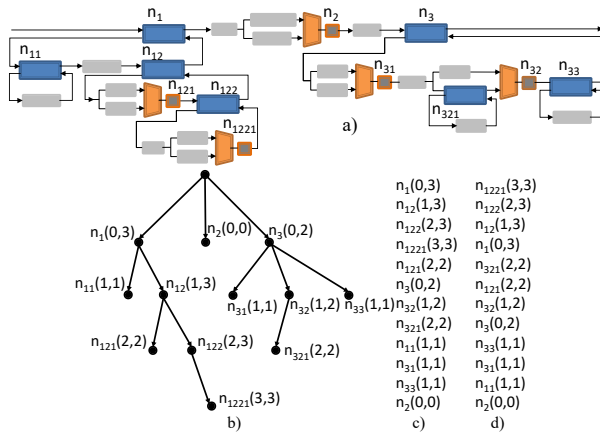 n₁ n₂ n₃
n₁₁ n₁₂
n₁₂₁ n₁₂₂ n₃₁ n₃₂ n₃₃
n₃₂₁
n₁₂₂₁
a)
n₁(0,3) n₂(0,0) n₃(0,2)
n₁₁(1,1) n₁₂(1,3) n₃₁(1,1) n₃₂(1,2) n₃₃(1,1)
n₁₂₁(2,2) n₁₂₂(2,3) n₃₂₁(2,2)
n₁₂₂₁(3,3)
b)
n₁(0,3) n₁₂₂₁(3,3)
n₁₂(1,3) n₁₂₂(2,3)
n₁₂₂(2,3) n₁₂(1,3)
n₁₂₂₁(3,3) n₁(0,3)
n₁₂₁(2,2) n₃₂₁(2,2)
n₃(0,2) n₁₂₁(2,2)
n₃₂(1,2) n₃₂(1,2)
n₃₂₁(2,2) n₃(0,2)
n₁₁(1,1) n₃₃(1,1)
n₃₁(1,1) n₃₁(1,1)
n₃₃(1,1) n₁₁(1,1)
n₂(0,0) n₂(0,0)
c) d)